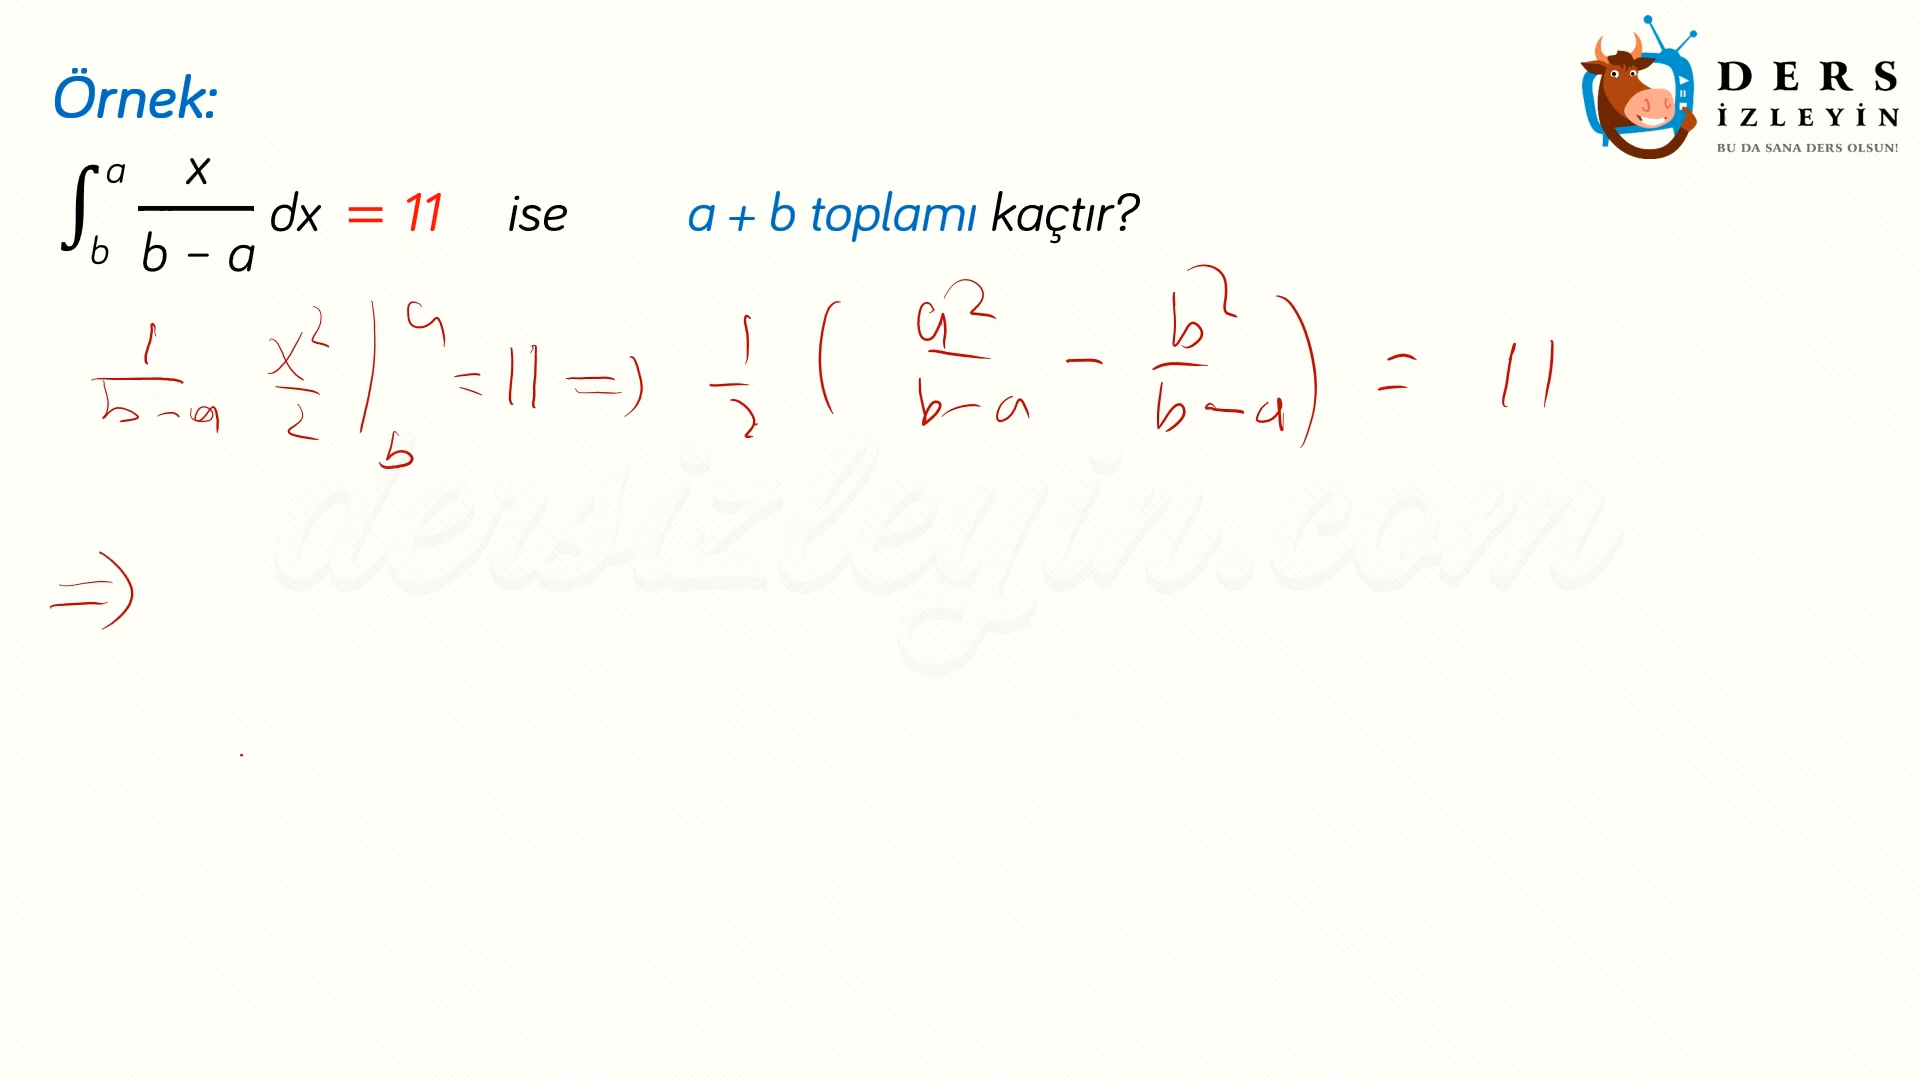 DERS
İZLEYİN
BU DA SANA DERS OLSUN!
Örnek:
∫_b^a x/(b − a) dx = 11 ise a + b toplamı kaçtır?
1/(b−a) x²/2 |_b^a = 11 => 1/2 (a²/(b−a) − b²/(b−a)) = 11
dersizleyin.com
=>